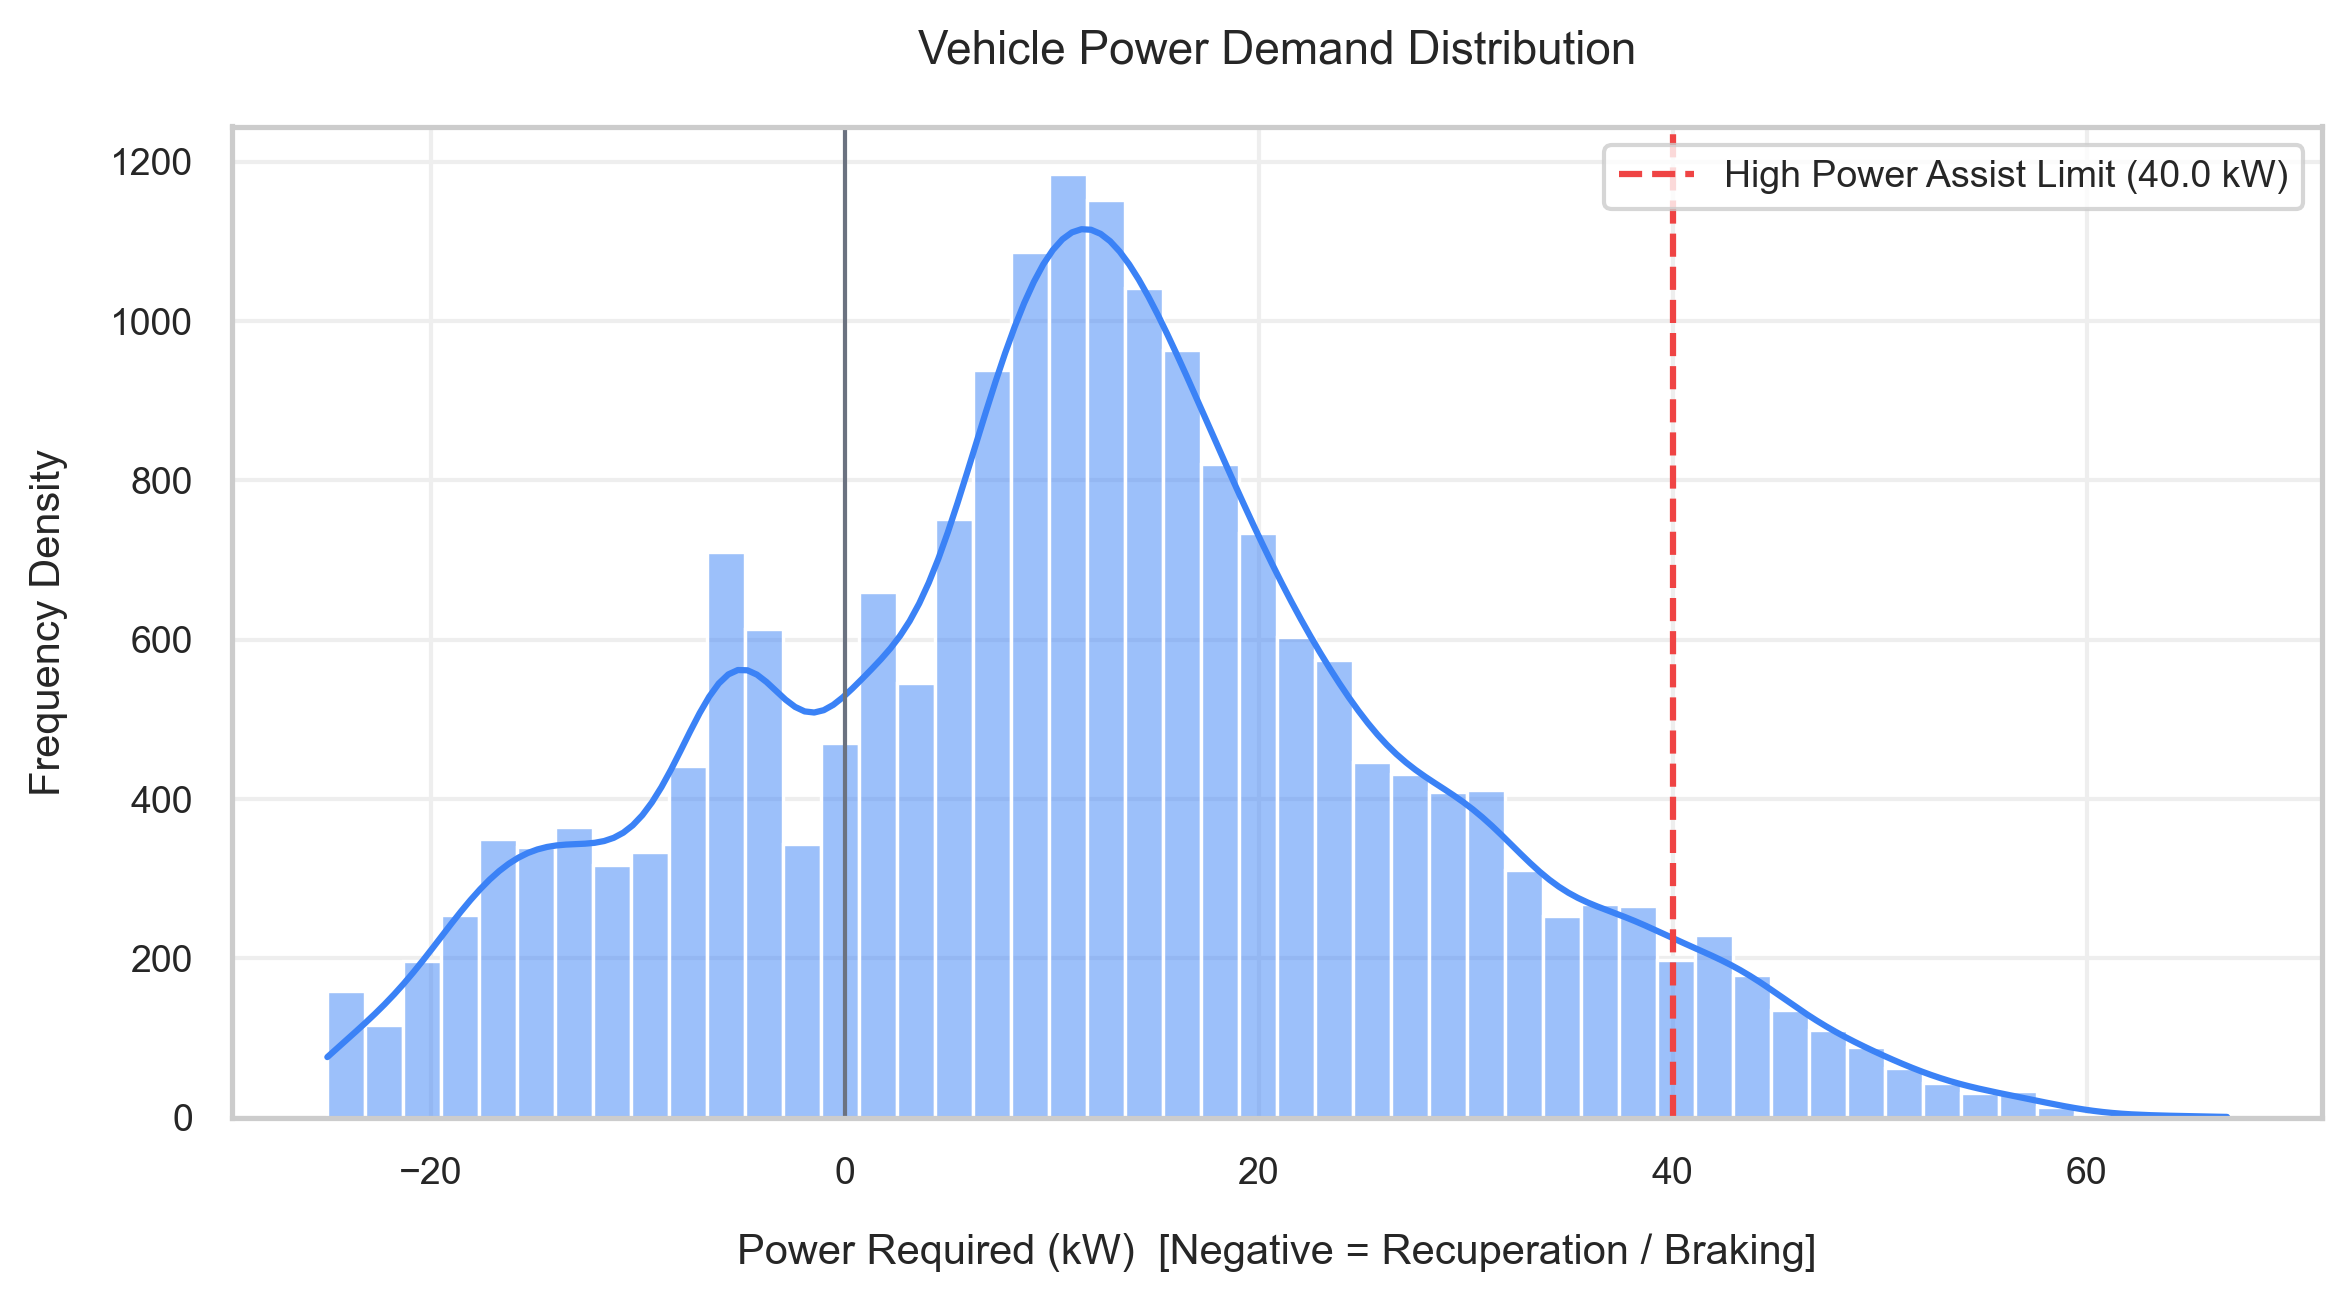 Vehicle Power Demand Distribution
High Power Assist Limit (40.0 kW)
Frequency Density
1200
1000
800
600
400
200
0
−20 0 20 40 60
Power Required (kW) [Negative = Recuperation / Braking]